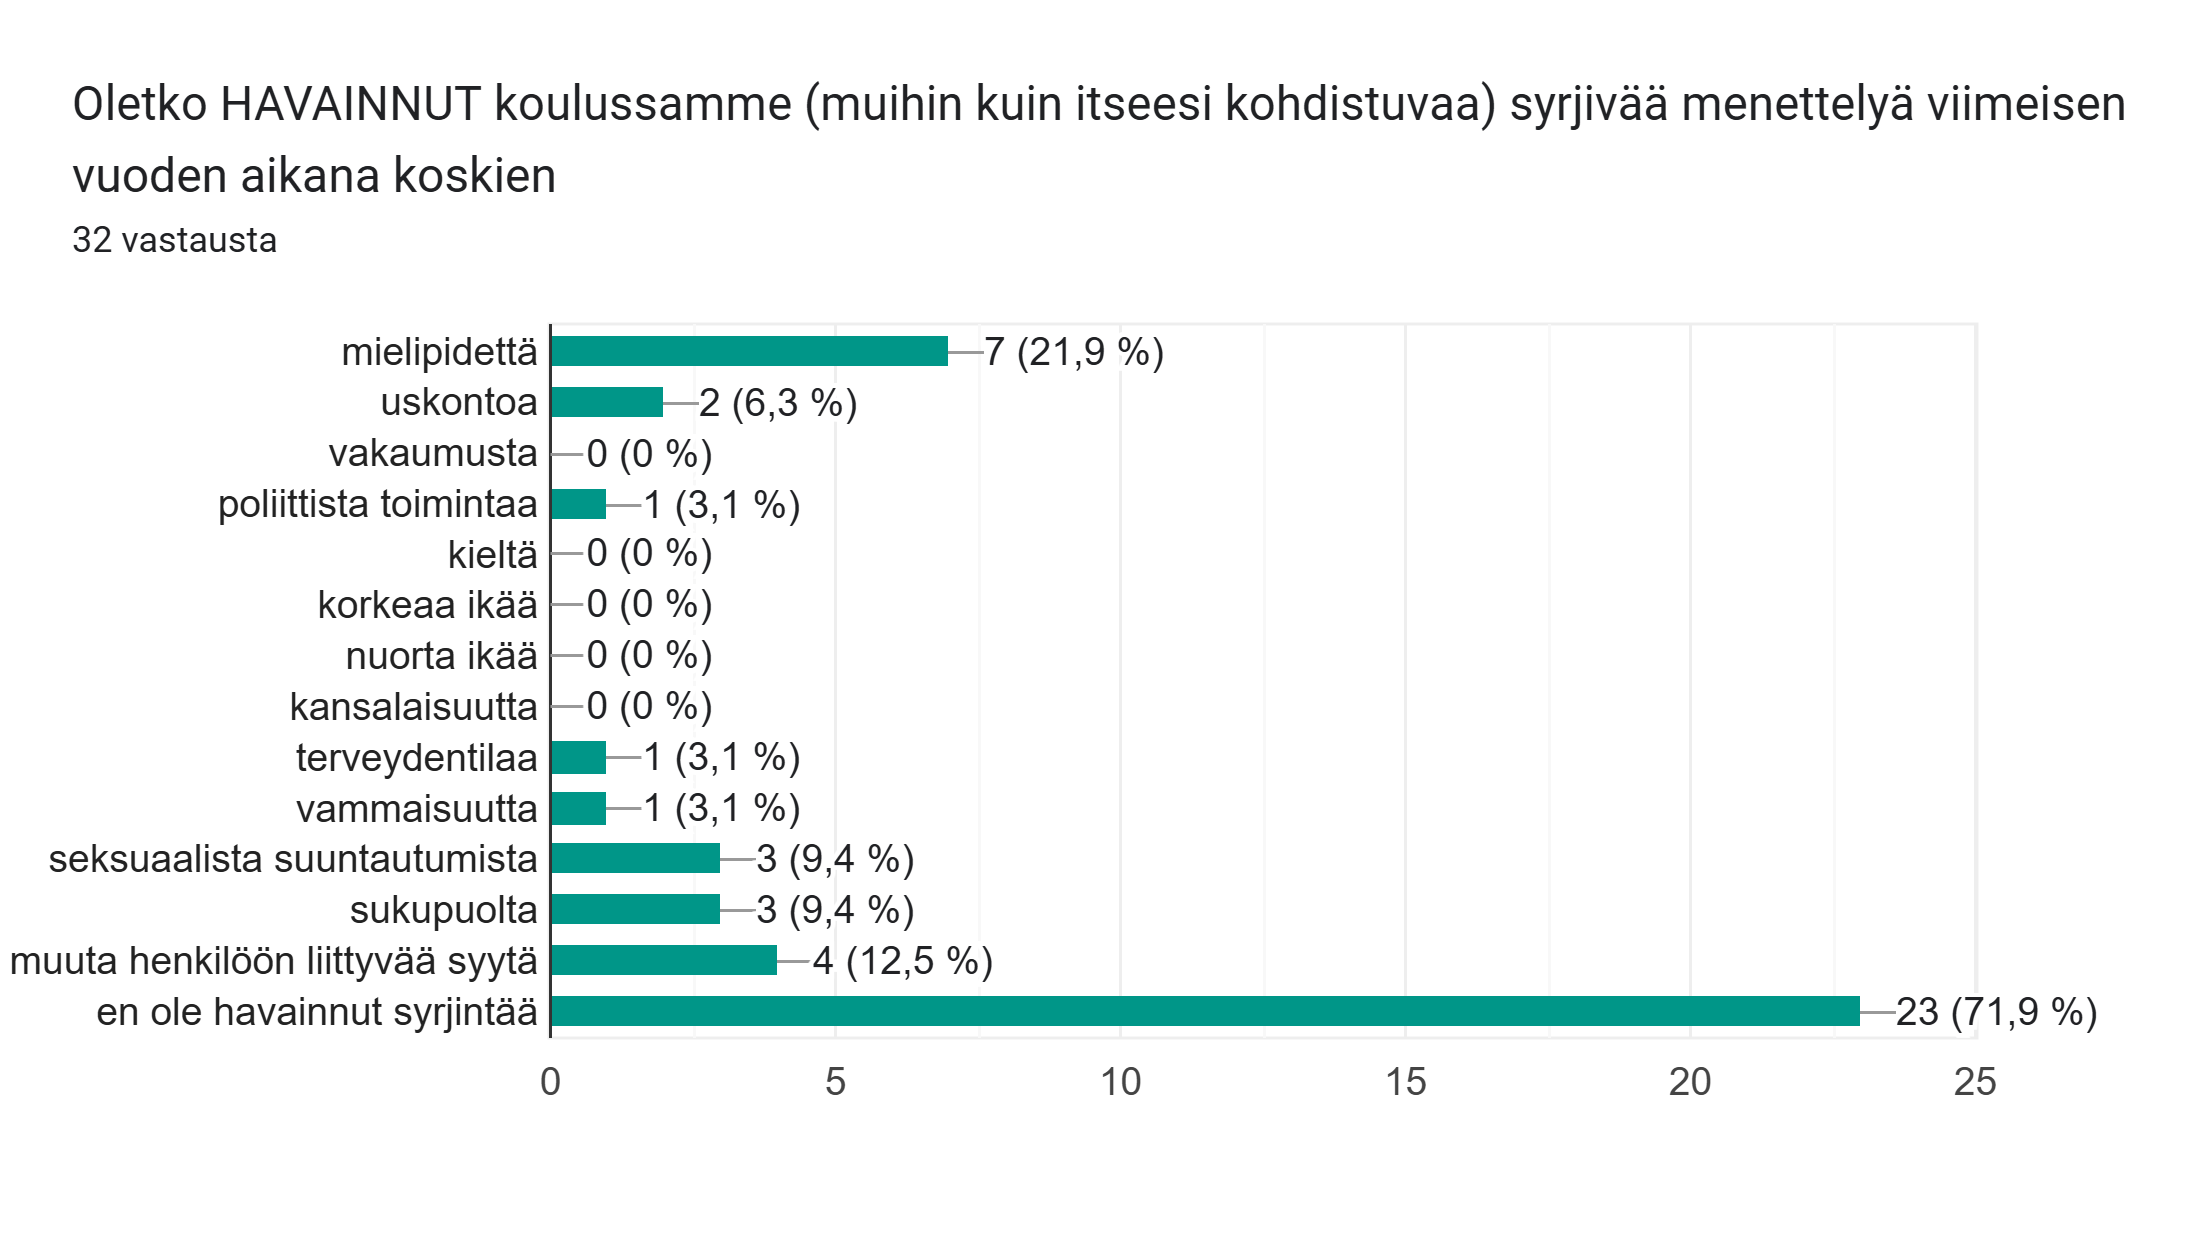 Oletko HAVAINNUT koulussamme (muihin kuin itseesi kohdistuvaa) syrjivää menettelyä viimeisen
vuoden aikana koskien
32 vastausta
mielipidettä 7 (21,9 %)
uskontoa 2 (6,3 %)
vakaumusta 0 (0 %)
poliittista toimintaa 1 (3,1 %)
kieltä 0 (0 %)
korkeaa ikää 0 (0 %)
nuorta ikää 0 (0 %)
kansalaisuutta 0 (0 %)
terveydentilaa 1 (3,1 %)
vammaisuutta 1 (3,1 %)
seksuaalista suuntautumista 3 (9,4 %)
sukupuolta 3 (9,4 %)
muuta henkilöön liittyvää syytä 4 (12,5 %)
en ole havainnut syrjintää 23 (71,9 %)
0 5 10 15 20 25